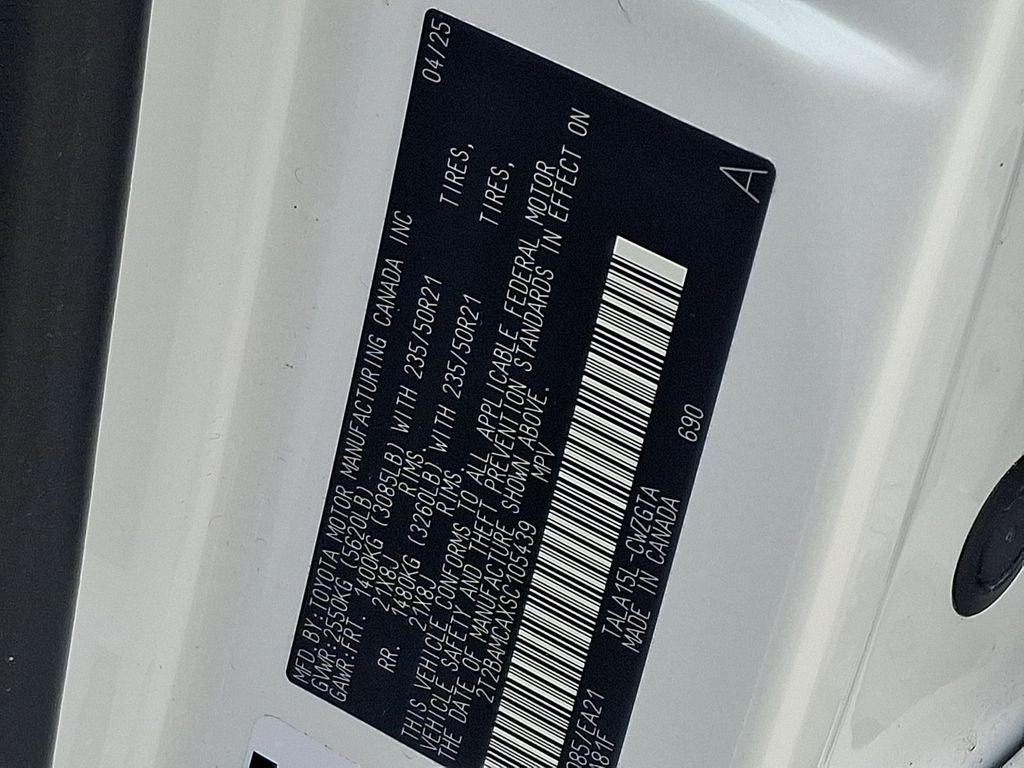 MFD. BY: TOYOTA MOTOR MANUFACTURING CANADA INC 04/25
GVWR: 2550KG (5620LB)
GAWR: FRT. 1400KG (3085LB) WITH 235/50R21 TIRES,
21X8J RIMS
RR. 1480KG (3260LB) WITH 235/50R21 TIRES,
21X8J RIMS.
THIS VEHICLE CONFORMS TO ALL APPLICABLE FEDERAL MOTOR
VEHICLE SAFETY AND THEFT PREVENTION STANDARDS IN EFFECT ON
THE DATE OF MANUFACTURE SHOWN ABOVE.
2T2BAMCAXSC105439 MPV
A
085/EA21 TALA15L-CWZGTA 690
A81F MADE IN CANADA